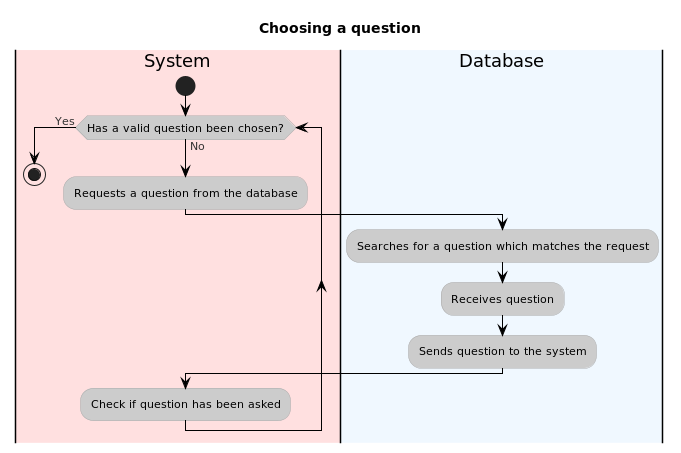 Choosing a question
System
Database
Has a valid question been chosen?
Yes
No
Requests a question from the database
Searches for a question which matches the request
Receives question
Sends question to the system
Check if question has been asked